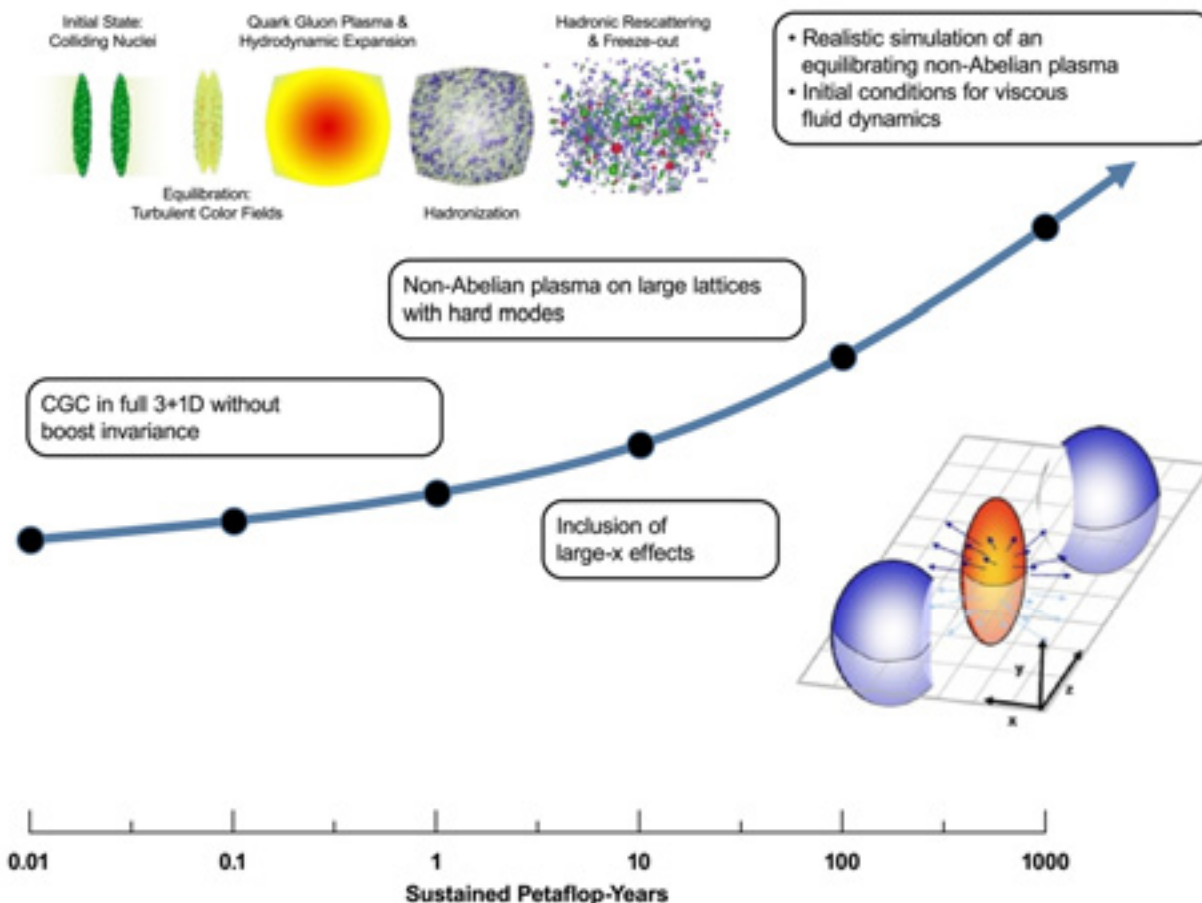 Initial State:
Colliding Nuclei
Quark Gluon Plasma &
Hydrodynamic Expansion
Hadronic Rescattering
& Freeze-out
Equilibration:
Turbulent Color Fields
Hadronization
• Realistic simulation of an
equilibrating non-Abelian plasma
• Initial conditions for viscous
fluid dynamics
Non-Abelian plasma on large lattices
with hard modes
CGC in full 3+1D without
boost invariance
Inclusion of
large-x effects
y
z
x
0.01 0.1 1 10 100 1000
Sustained Petaflop-Years